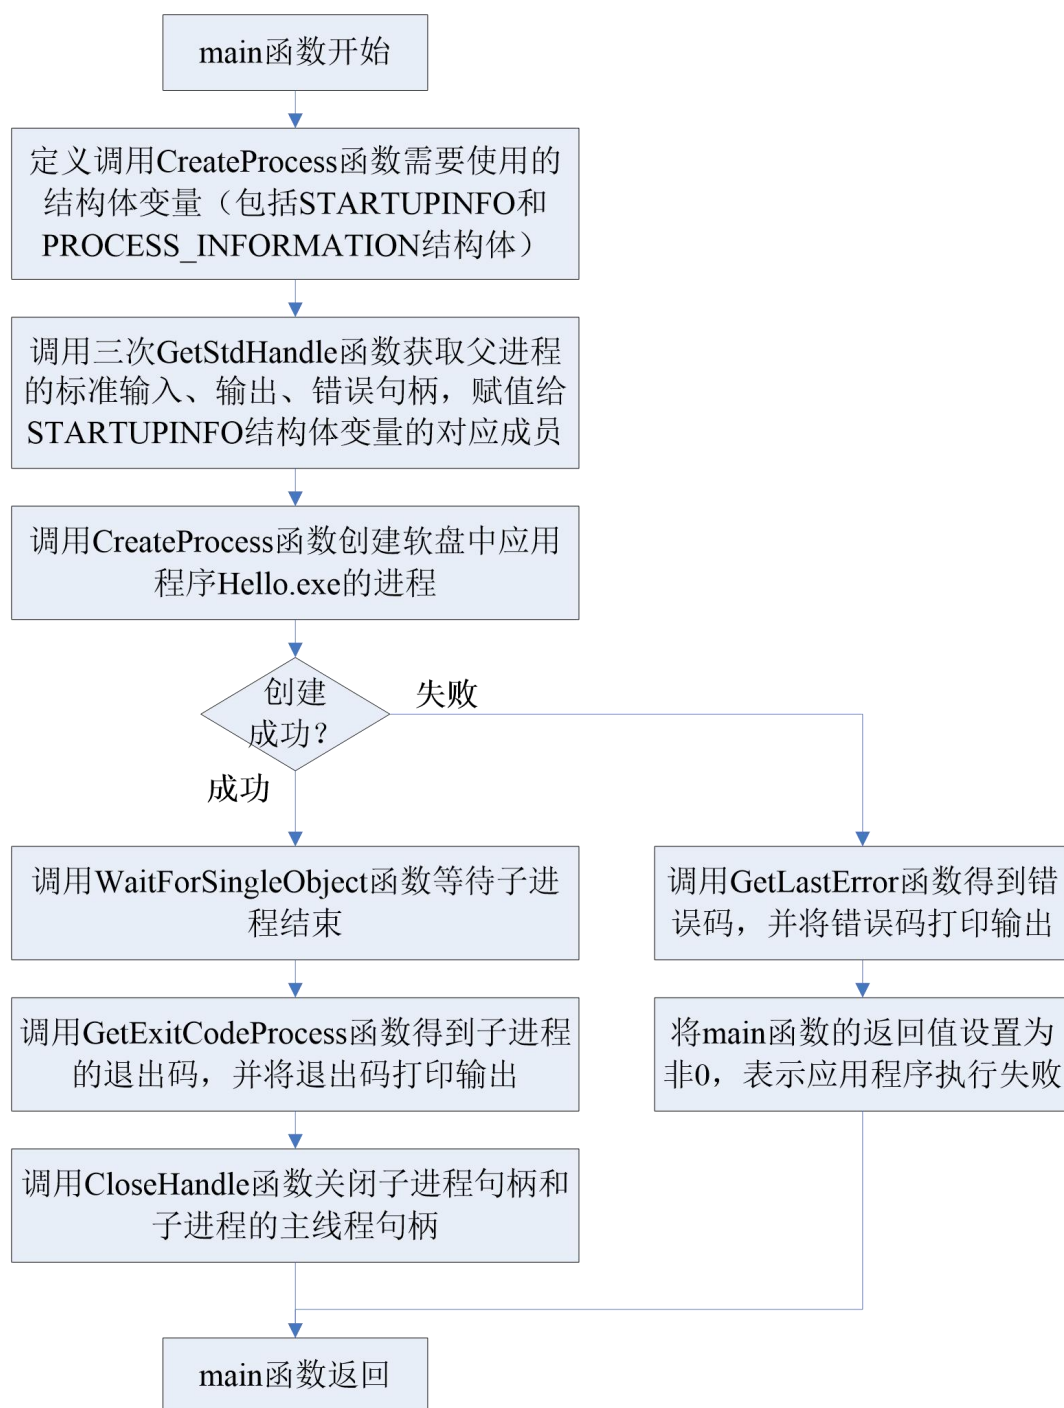 main函数开始
定义调用CreateProcess函数需要使用的
结构体变量（包括STARTUPINFO和
PROCESS_INFORMATION结构体）
调用三次GetStdHandle函数获取父进程
的标准输入、输出、错误句柄，赋值给
STARTUPINFO结构体变量的对应成员
调用CreateProcess函数创建软盘中应用
程序Hello.exe的进程
创建
成功？
失败
成功
调用WaitForSingleObject函数等待子进
程结束
调用GetExitCodeProcess函数得到子进程
的退出码，并将退出码打印输出
调用CloseHandle函数关闭子进程句柄和
子进程的主线程句柄
调用GetLastError函数得到错
误码，并将错误码打印输出
将main函数的返回值设置为
非0，表示应用程序执行失败
main函数返回